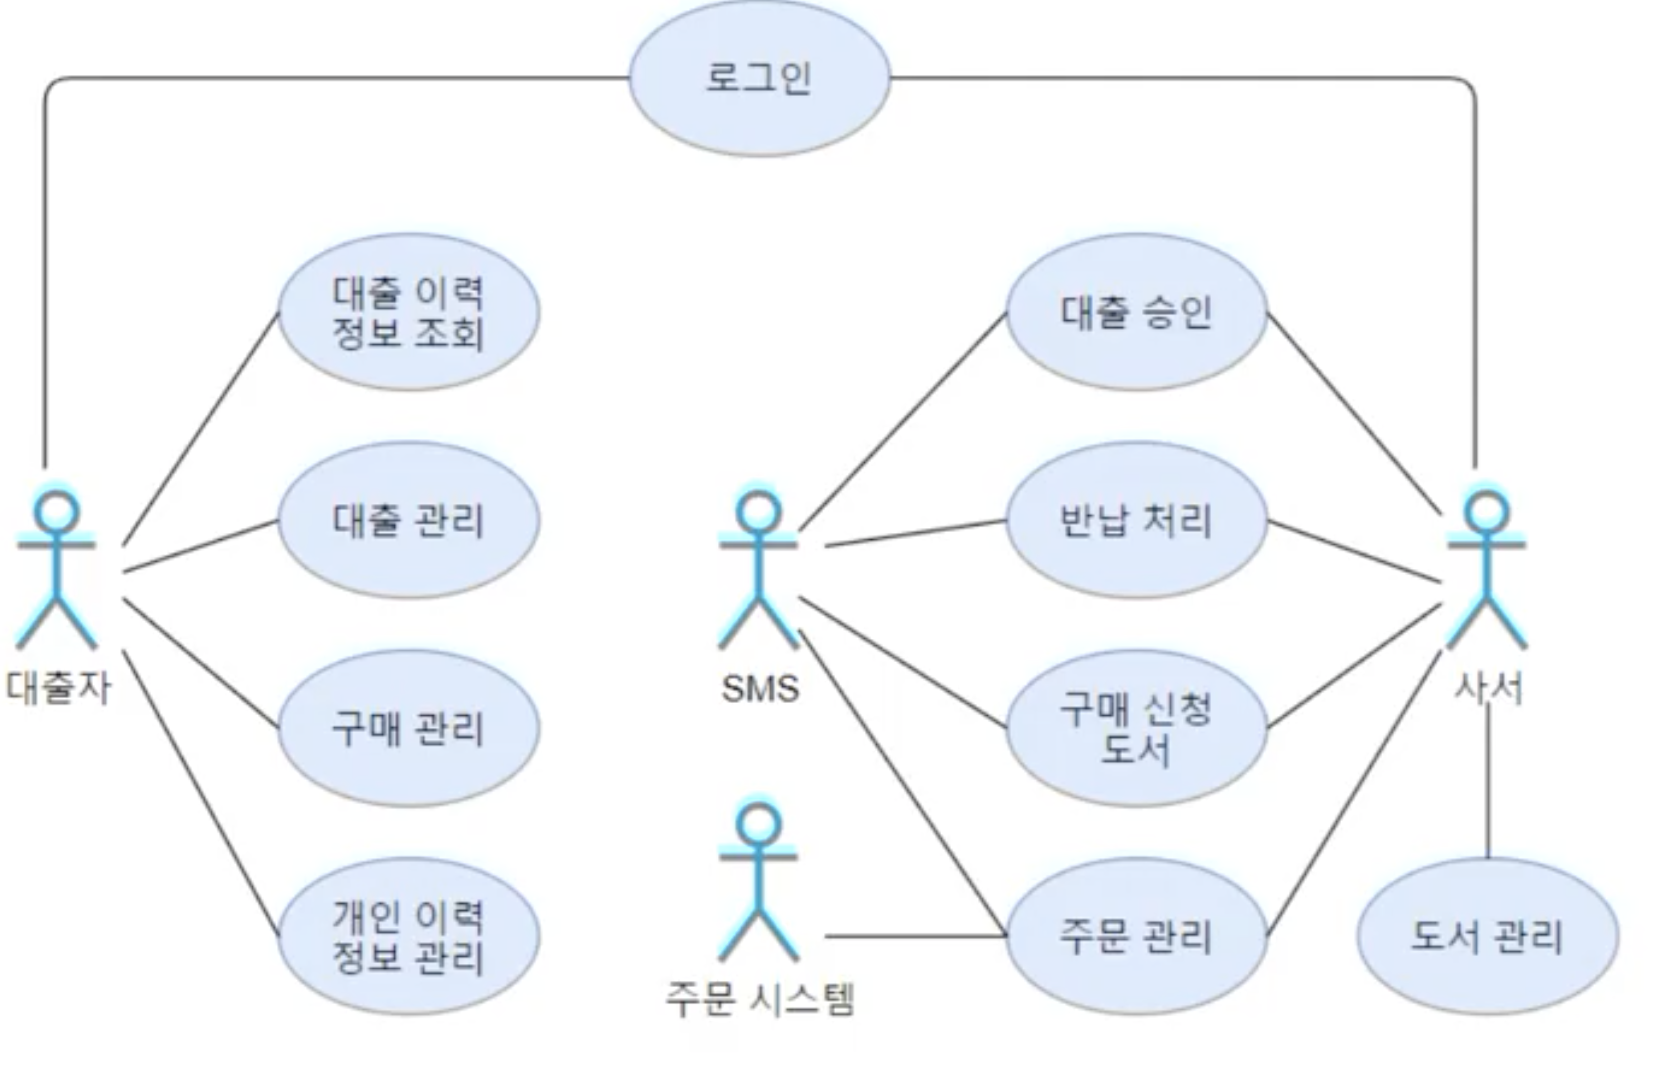 로그인
대출 이력
정보 조회
대출 승인
대출 관리
반납 처리
대출자
SMS
사서
구매 관리
구매 신청
도서
개인 이력
정보 관리
주문 관리
도서 관리
주문 시스템